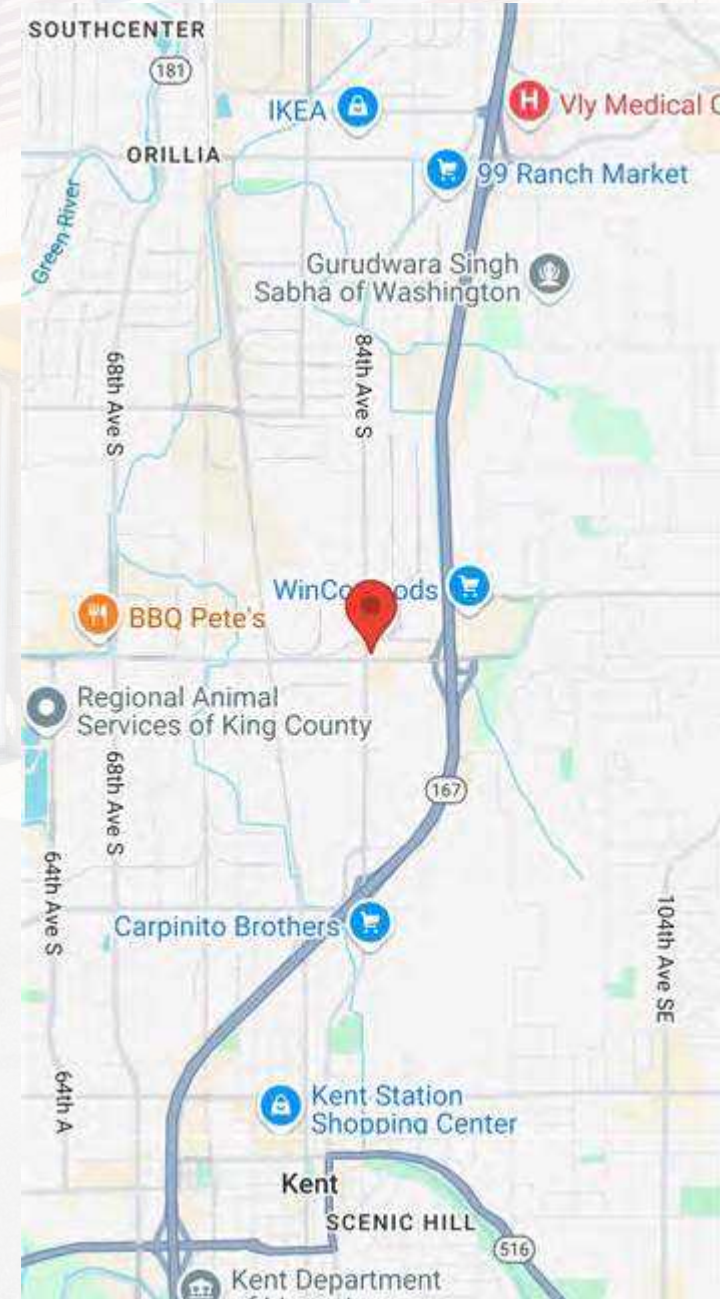 SOUTHCENTER
181
IKEA
Vly Medical C
ORILLIA
99 Ranch Market
Green River
Gurudwara Singh
Sabha of Washington
68th Ave S
84th Ave S
BBQ Pete's
Regional Animal
Services of King County
68th Ave S
167
64th Ave S
Carpinito Brothers
104th Ave SE
64th A
Kent Station
Shopping Center
Kent
SCENIC HILL
516
Kent Department